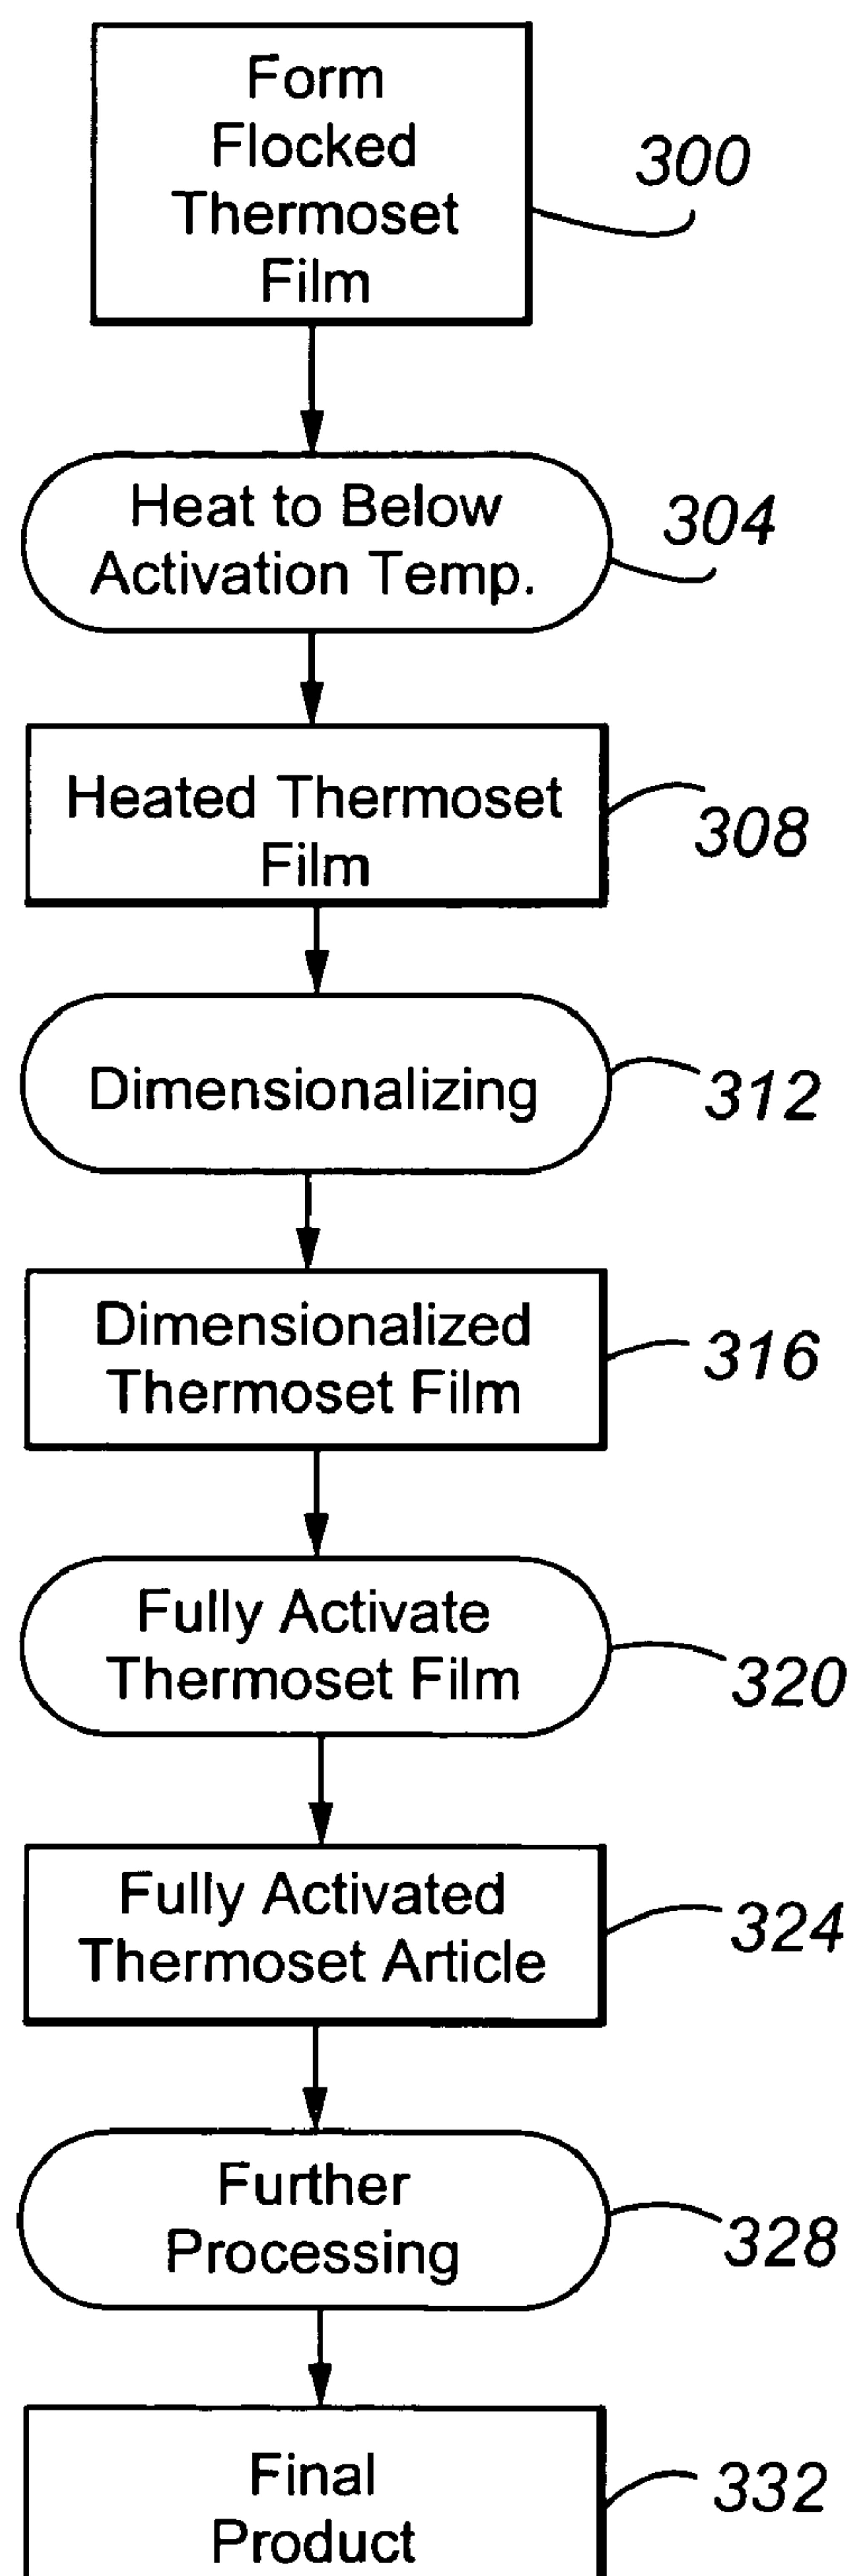 Form
Flocked
Thermoset
Film
300
Heat to Below
Activation Temp.
304
Heated Thermoset
Film
308
Dimensionalizing
312
Dimensionalized
Thermoset Film
316
Fully Activate
Thermoset Film
320
Fully Activated
Thermoset Article
324
Further
Processing
328
Final
Product
332